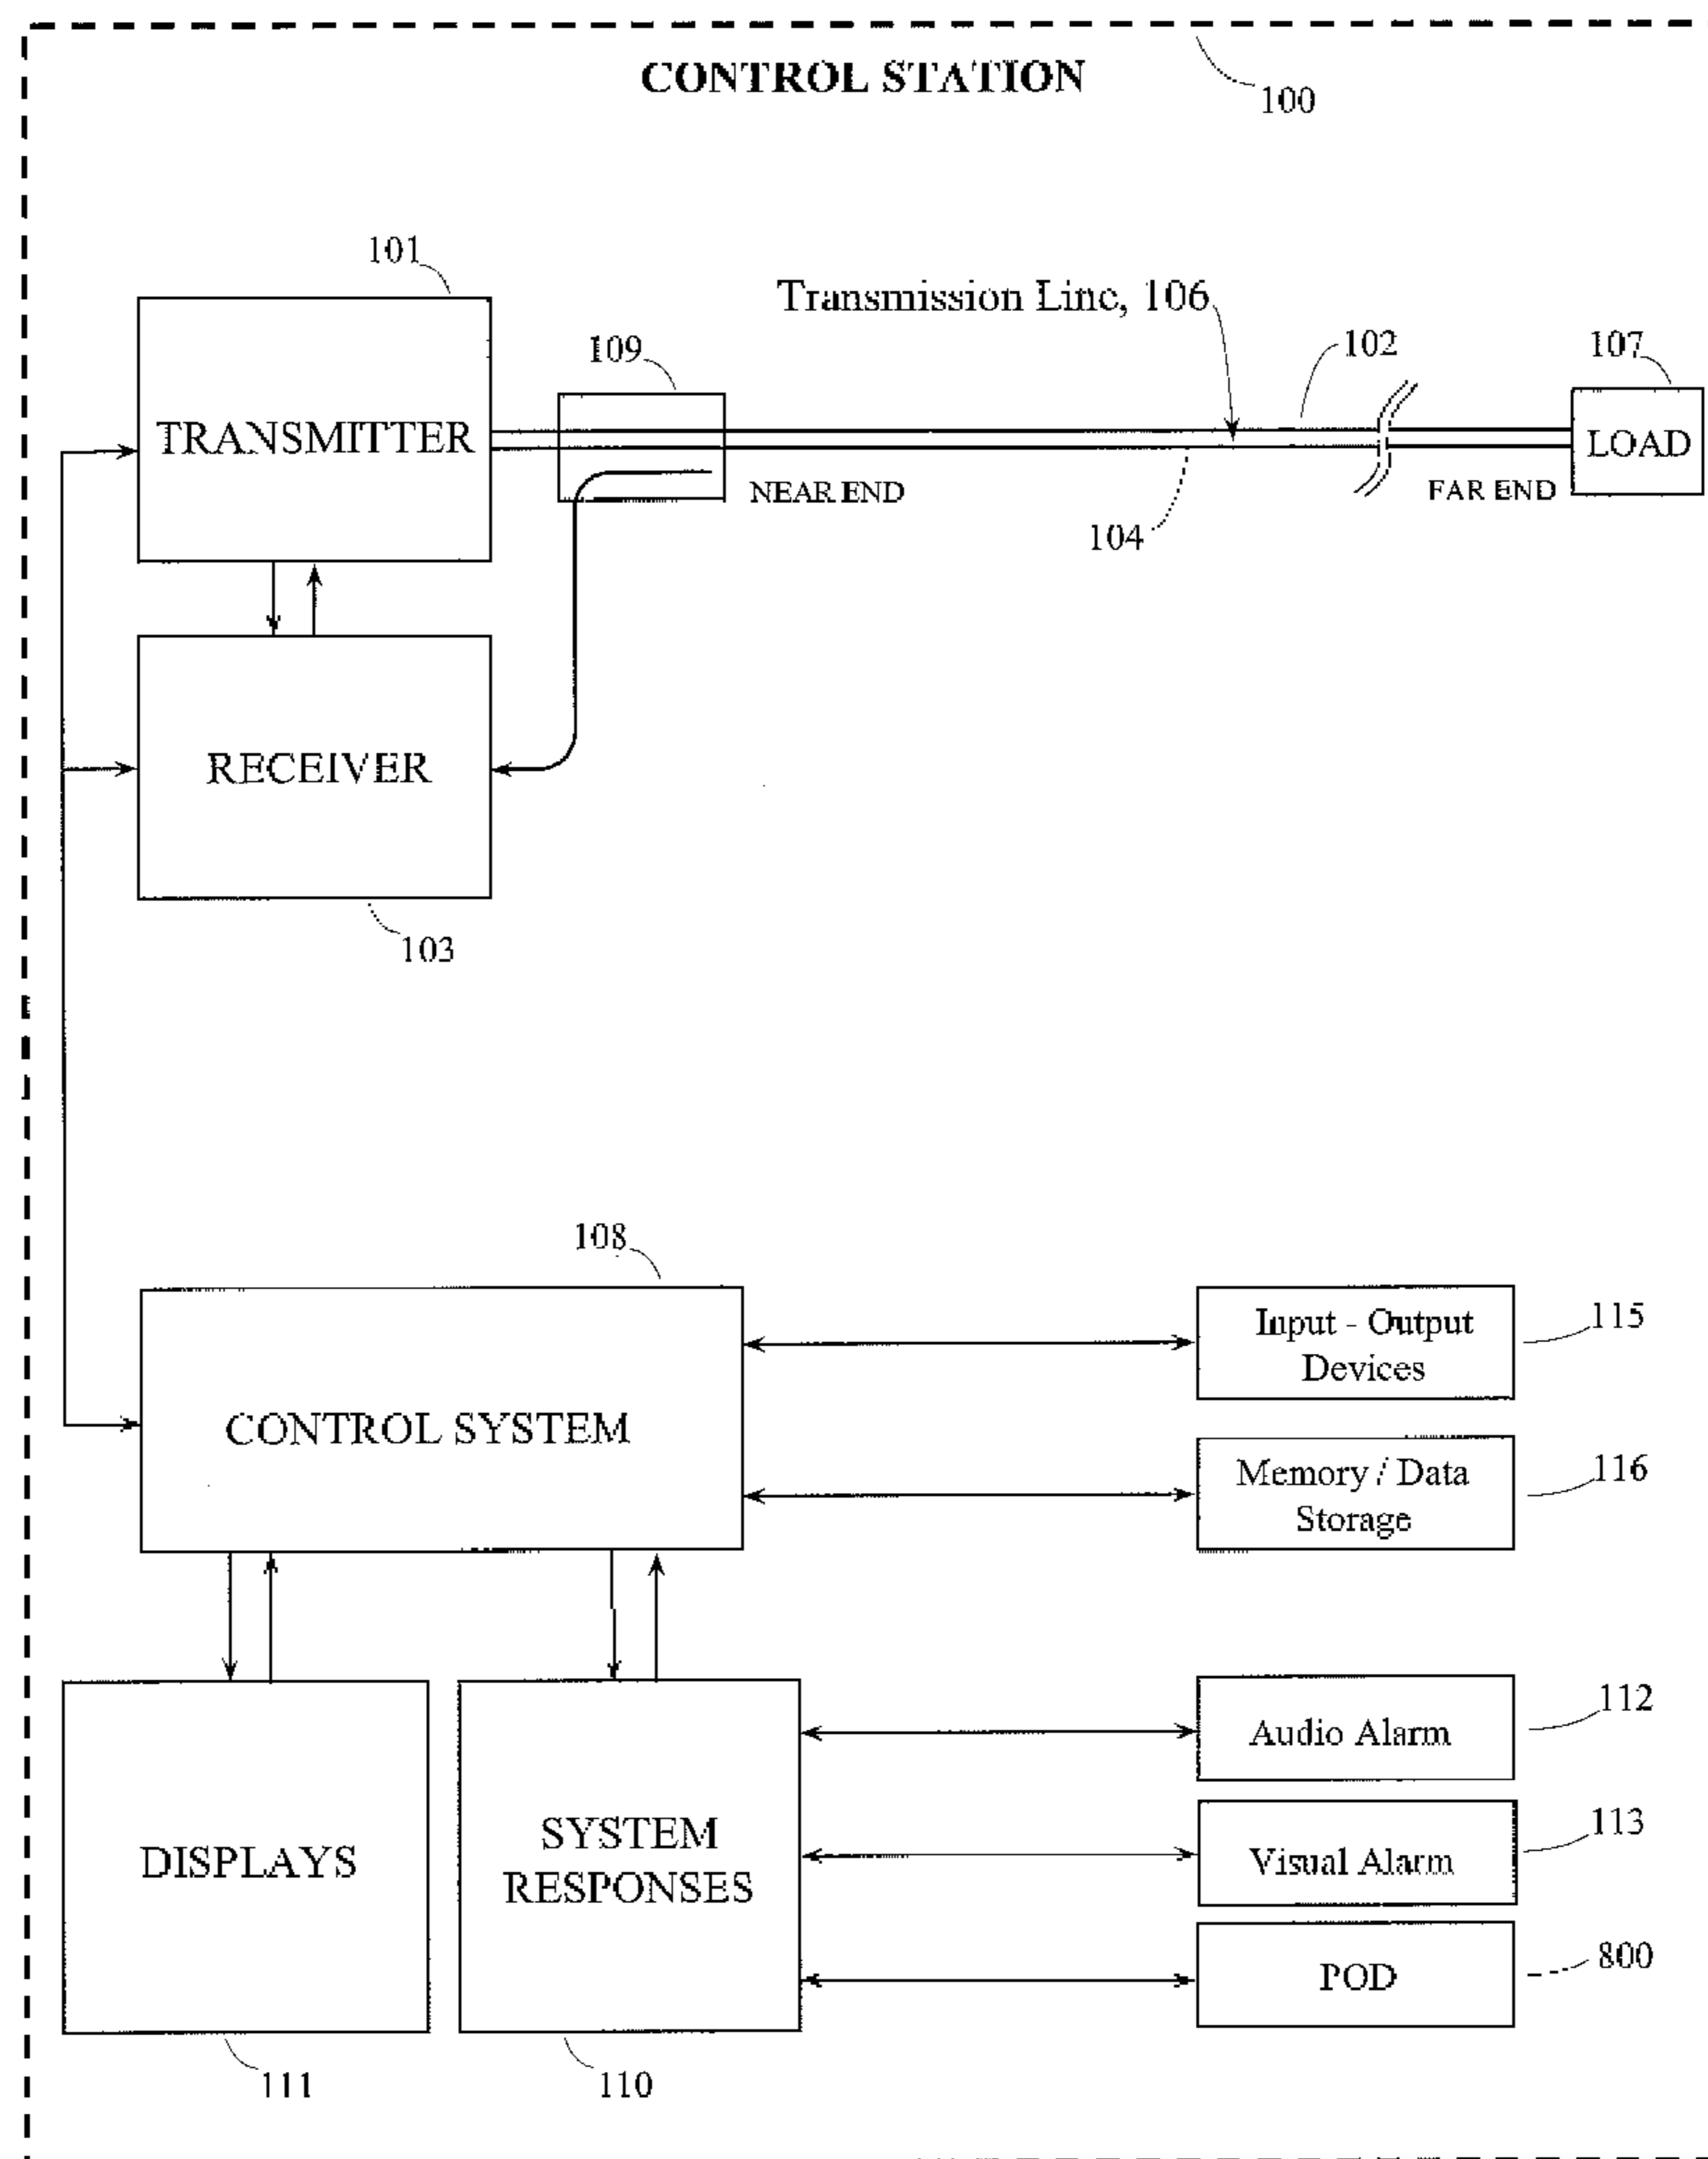 CONTROL STATION
100
101
Transmission Line, 106
109
102
107
TRANSMITTER
LOAD
NEAR END
FAR END
104
RECEIVER
103
108
Input - Output
Devices
115
CONTROL SYSTEM
Memory / Data
Storage
116
Audio Alarm
112
DISPLAYS
SYSTEM
RESPONSES
Visual Alarm
113
POD
800
111
110